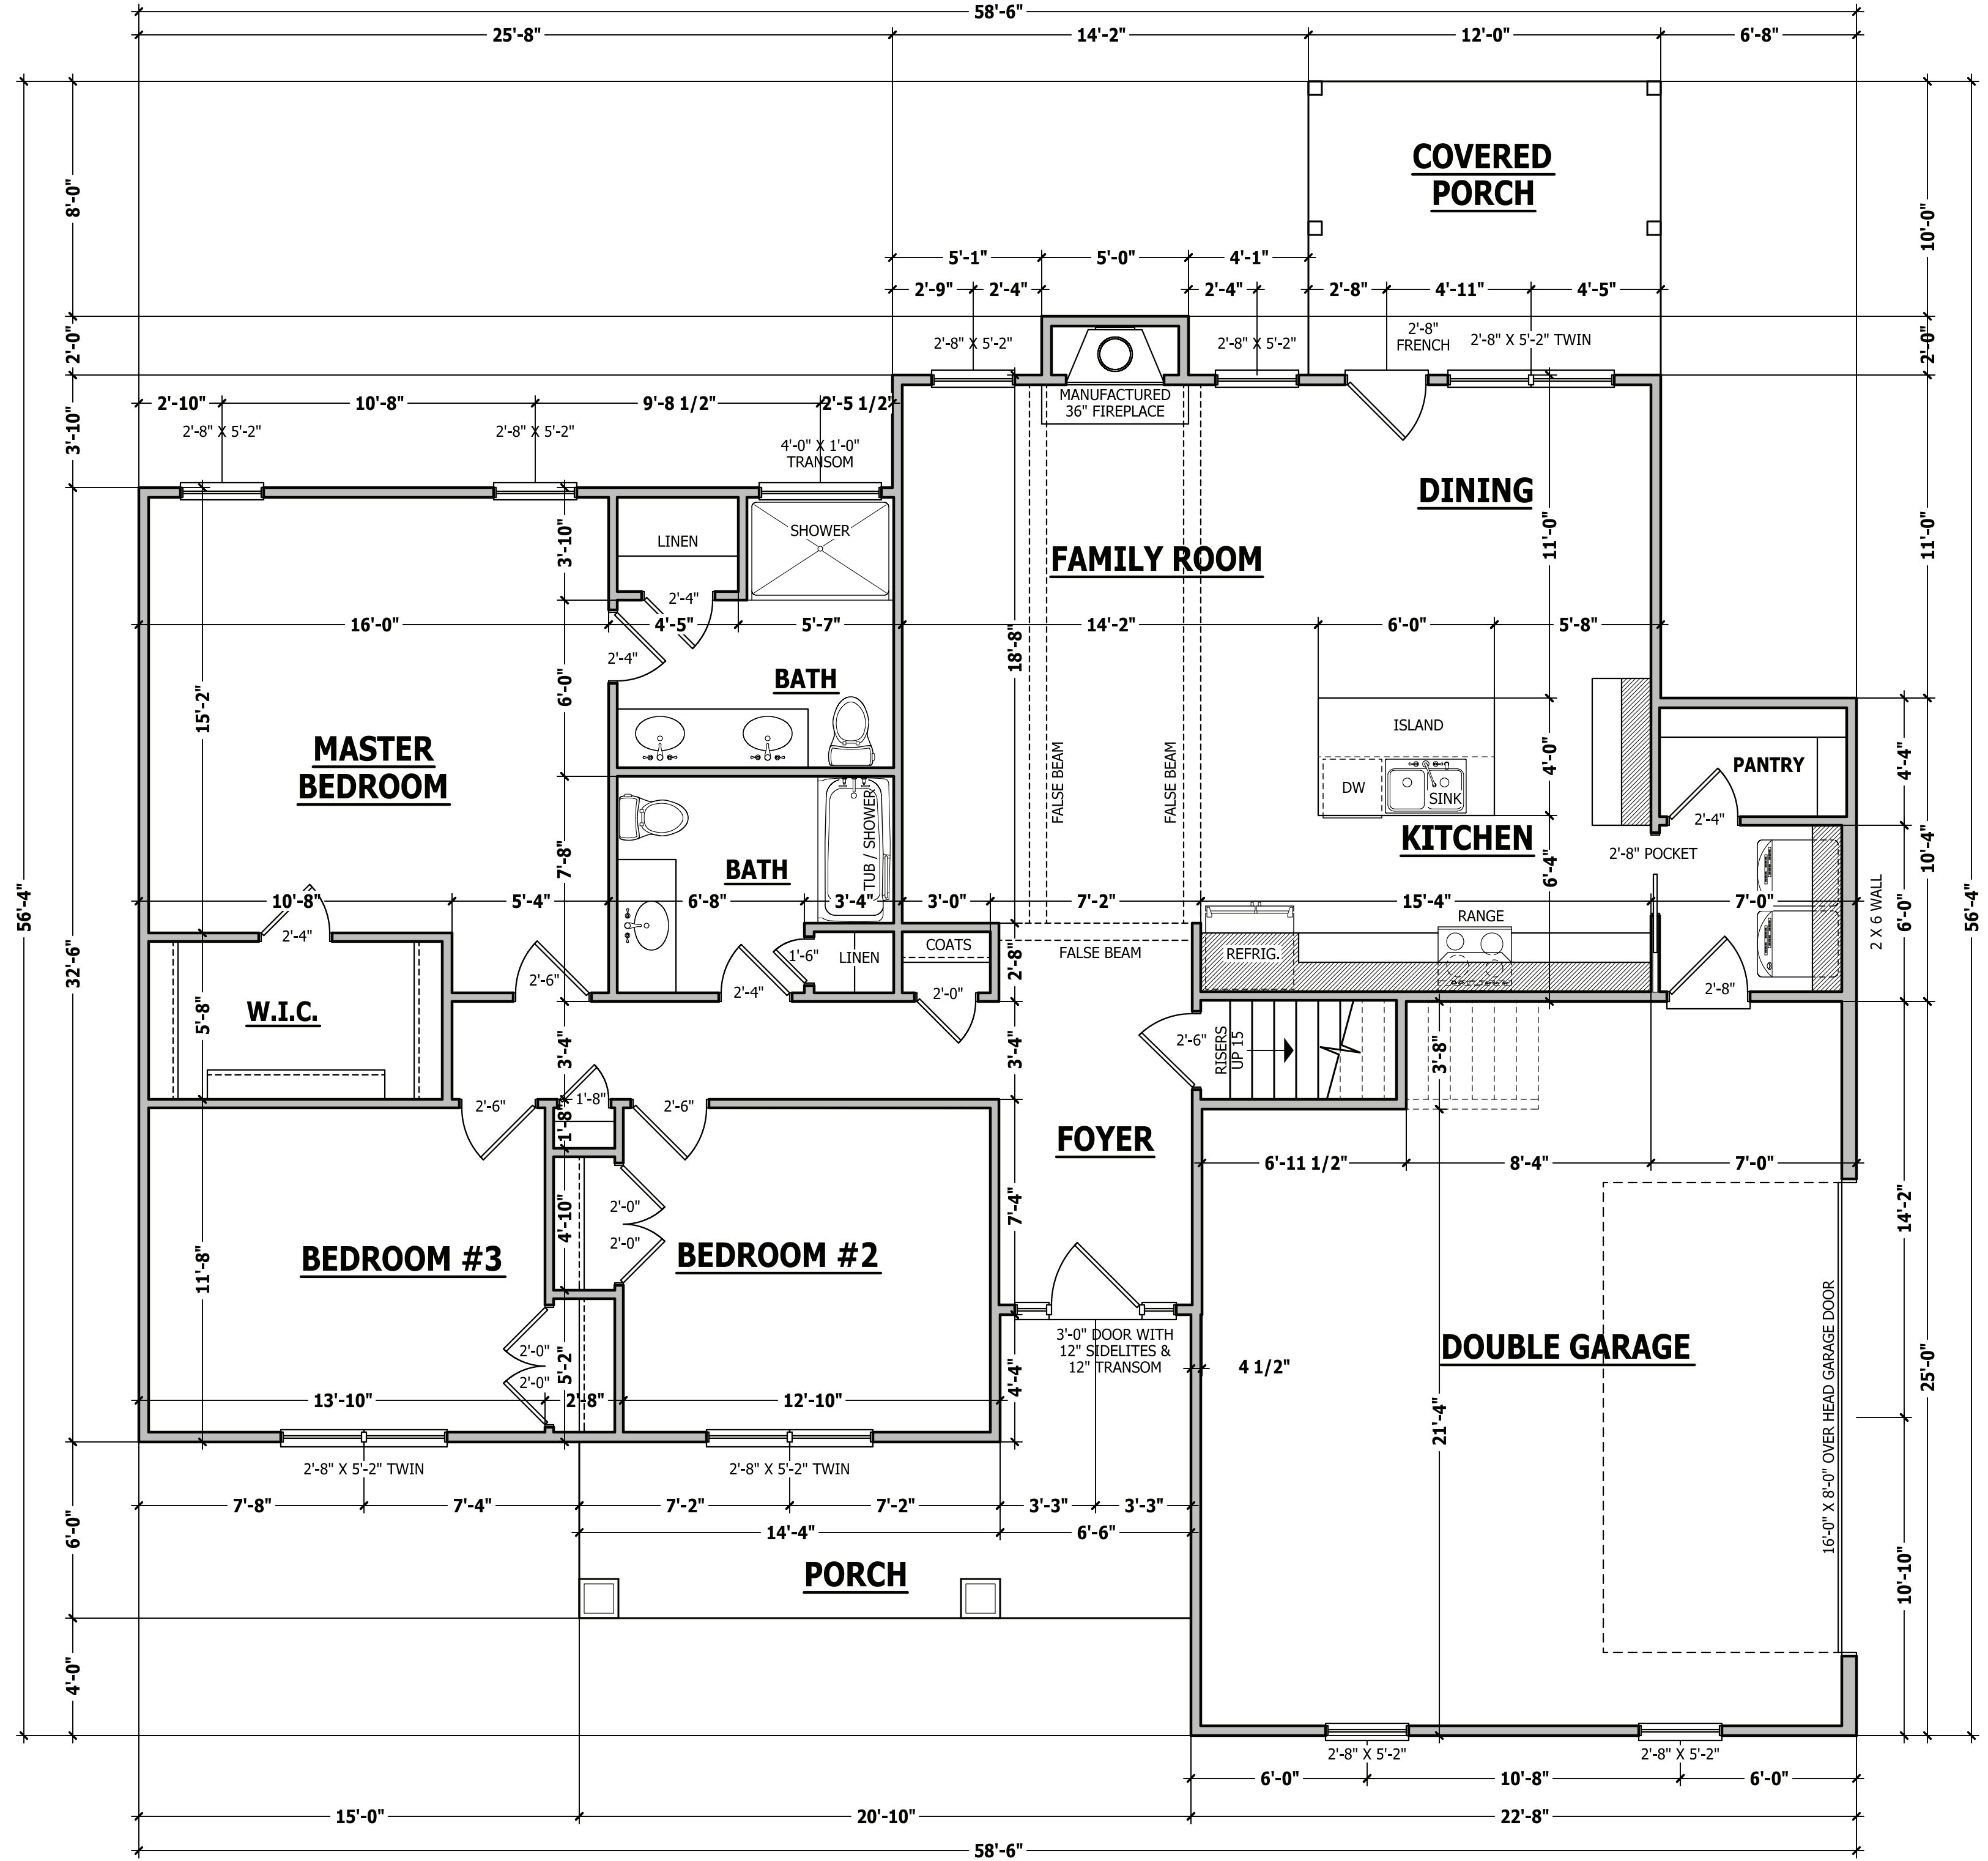 58'-6"
25'-8" 14'-2" 12'-0" 6'-8"
COVERED
PORCH
8'-0" 10'-0"
5'-1" 5'-0" 4'-1"
2'-9" 2'-4" 2'-4" 2'-8" 4'-11" 4'-5"
2'-8" X 5'-2" 2'-8" X 5'-2"
2'-8"
FRENCH
2'-8" X 5'-2" TWIN
2'-0" 2'-0"
MANUFACTURED
36" FIREPLACE
2'-10" 10'-8" 9'-8 1/2" 2'-5 1/2"
2'-8" X 5'-2" 2'-8" X 5'-2"
4'-0" X 1'-0"
TRANSOM
3'-10"
DINING
3'-10"
LINEN
SHOWER
FAMILY ROOM
11'-0" 11'-0"
2'-4"
16'-0" 4'-5" 5'-7" 14'-2" 6'-0" 5'-8"
2'-4"
18'-8"
BATH
15'-2"
6'-0"
MASTER
BEDROOM
ISLAND
4'-0"
DW
SINK
PANTRY
4'-4"
FALSE BEAM
FALSE BEAM
2'-4"
KITCHEN
2'-8" POCKET
7'-8"
BATH
TUB / SHOWER
6'-4"
10'-4"
56'-4" 56'-4"
10'-8" 5'-4" 6'-8" 3'-4" 3'-0" 7'-2" 15'-4" 7'-0"
6'-0"
2 X 6 WALL
RANGE
2'-4"
32'-6"
1'-6"
LINEN
COATS
2'-8"
FALSE BEAM
REFRIG.
2'-6"
2'-4"
2'-0"
2'-8"
W.I.C.
5'-8"
3'-4"
3'-4"
2'-6"
RISERS
UP 15
3'-8"
2'-6"
1'-8"
2'-6"
1'-8"
FOYER
6'-11 1/2" 8'-4" 7'-0"
4'-10"
2'-0"
2'-0"
7'-4"
14'-2"
BEDROOM #3
BEDROOM #2
11'-8"
3'-0" DOOR WITH
12" SIDELITES &
12" TRANSOM
DOUBLE GARAGE
4 1/2"
2'-0"
2'-0"
5'-2"
4'-4"
25'-0"
13'-10" 2'-8" 12'-10"
21'-4"
16'-0" X 8'-0" OVER HEAD GARAGE DOOR
2'-8" X 5'-2" TWIN 2'-8" X 5'-2" TWIN
7'-8" 7'-4" 7'-2" 7'-2" 3'-3" 3'-3"
14'-4" 6'-6"
6'-0"
PORCH
10'-10"
4'-0"
2'-8" X 5'-2" 2'-8" X 5'-2"
6'-0" 10'-8" 6'-0"
15'-0" 20'-10" 22'-8"
58'-6"